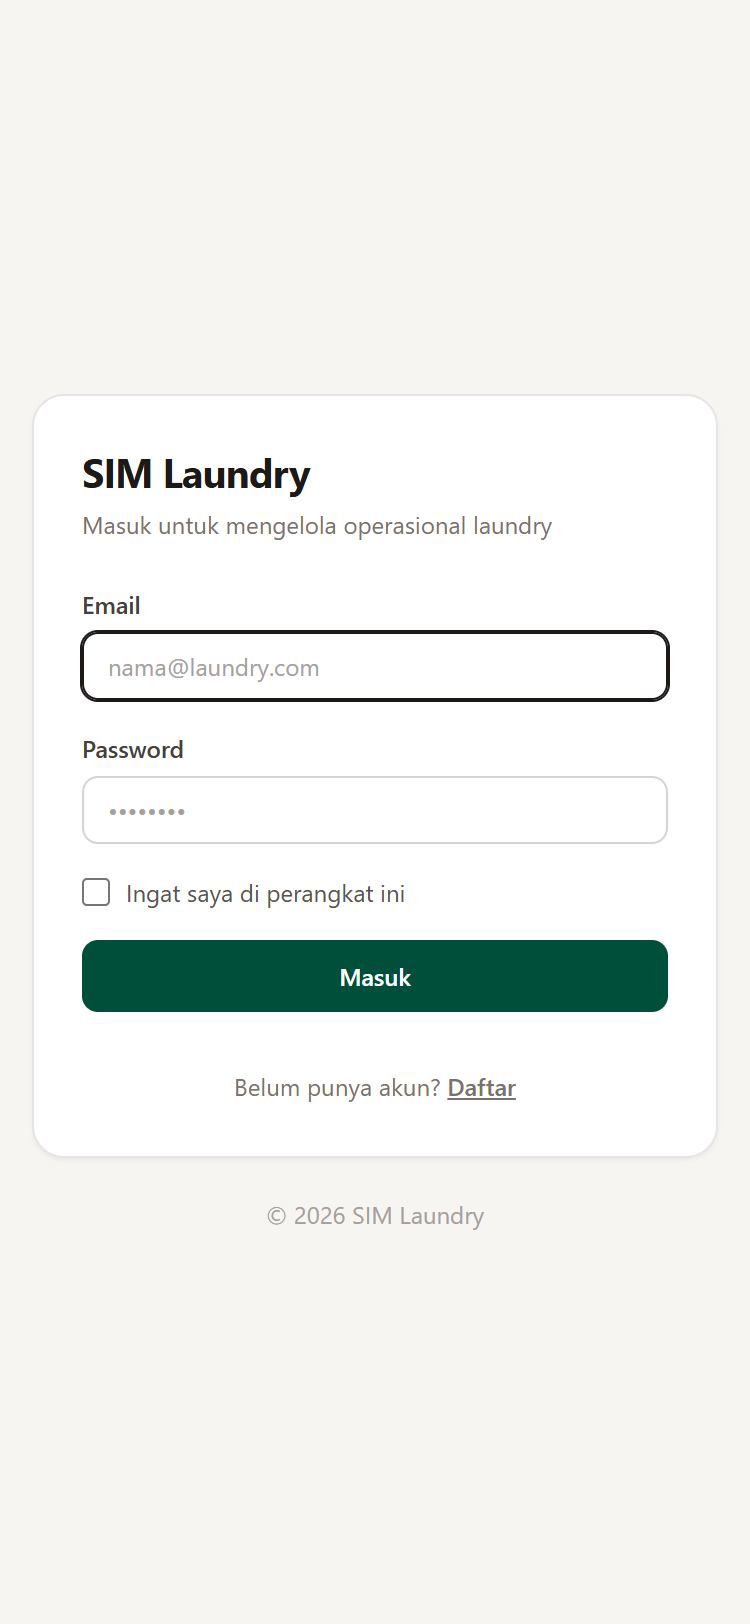 SIM Laundry
Masuk untuk mengelola operasional laundry
Email
nama@laundry.com
Password
••••••••
Ingat saya di perangkat ini
Masuk
Belum punya akun? Daftar
© 2026 SIM Laundry